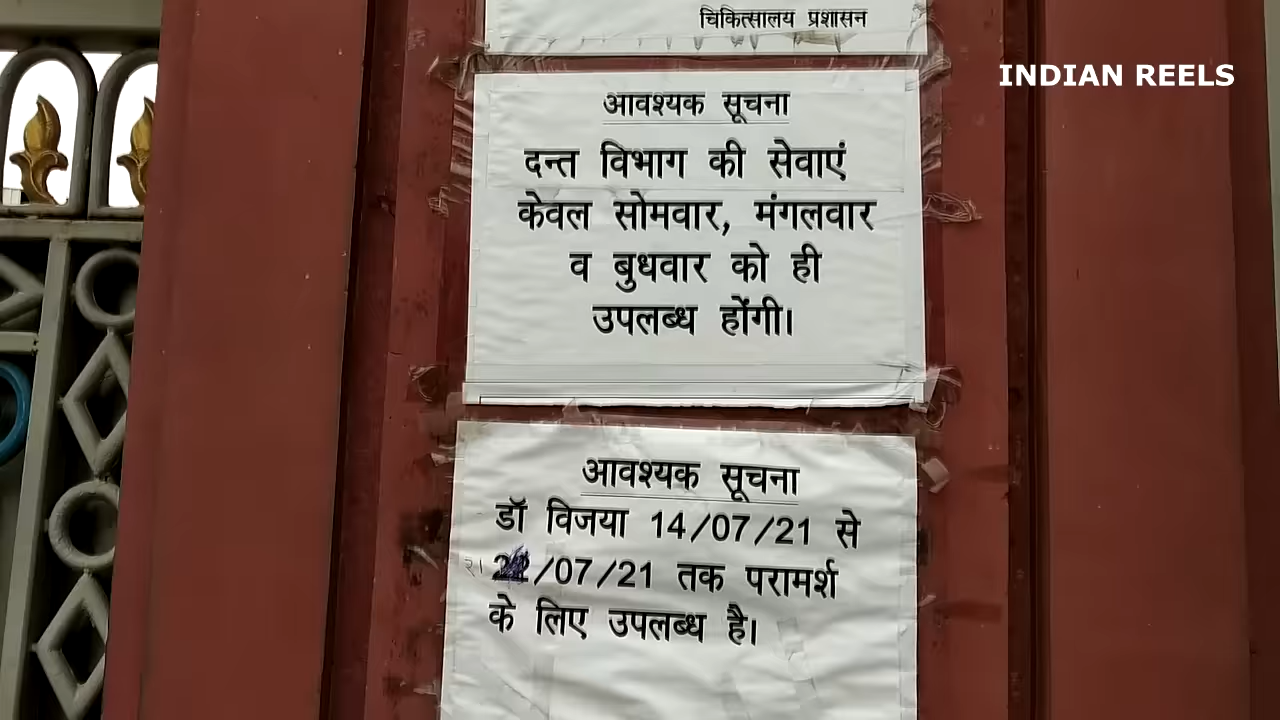 चिकित्सालय प्रशासन
INDIAN REELS
आवश्यक सूचना
दन्त विभाग की सेवाएं
केवल सोमवार, मंगलवार
व बुधवार को ही
उपलब्ध होंगी।
आवश्यक सूचना
डॉ विजया 14/07/21 से
२१ /07/21 तक परामर्श
के लिए उपलब्ध है।